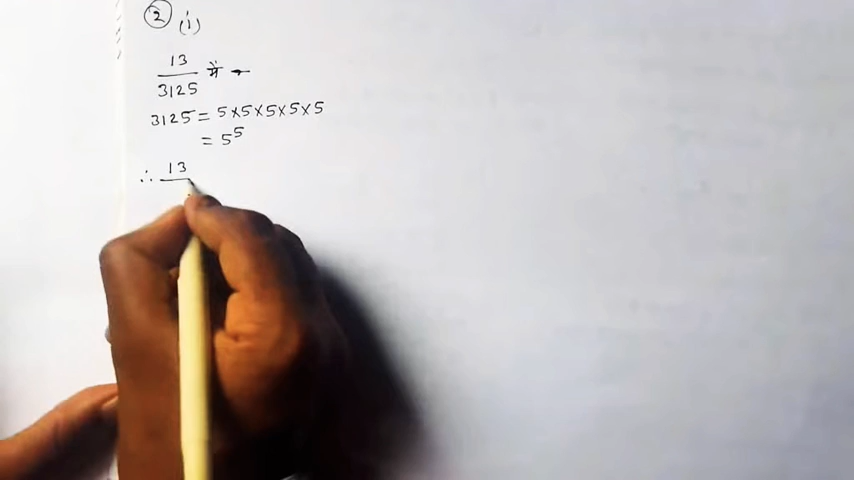 ② (i)
13/3125 में -
3125 = 5×5×5×5×5
= 5⁵
∴ 13